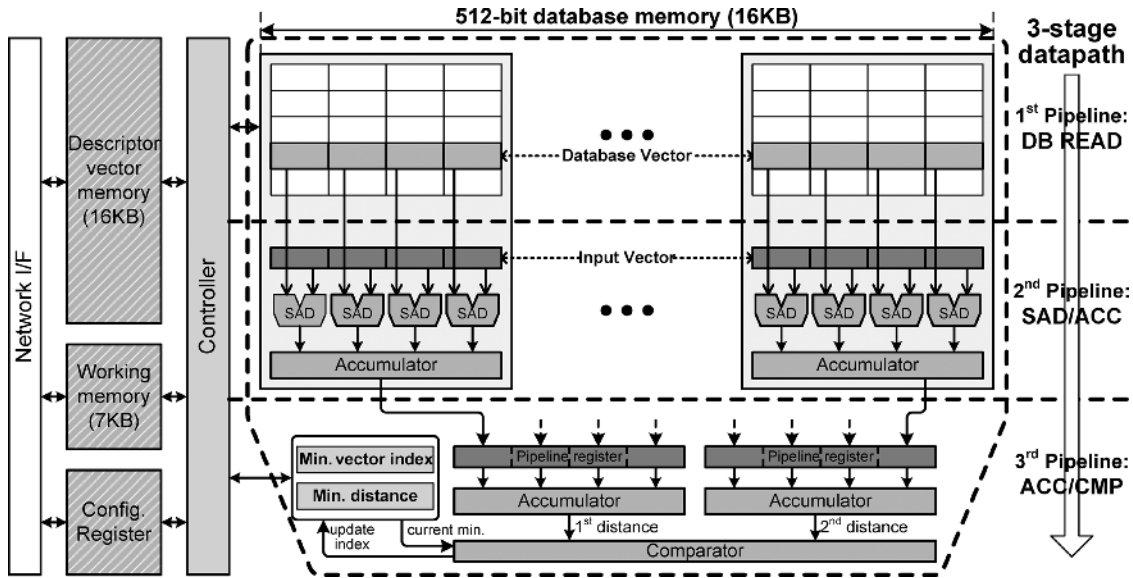 512-bit database memory (16KB)
3-stage
datapath
Network I/F
Descriptor
vector
memory
(16KB)
Working
memory
(7KB)
Config.
Register
Controller
Database Vector
1st Pipeline:
DB READ
Input Vector
SAD SAD SAD SAD
SAD SAD SAD SAD
Accumulator
Accumulator
2nd Pipeline:
SAD/ACC
Min. vector index
Min. distance
Pipeline register
Pipeline register
Accumulator
Accumulator
3rd Pipeline:
ACC/CMP
update
index
current min.
1st distance
2nd distance
Comparator